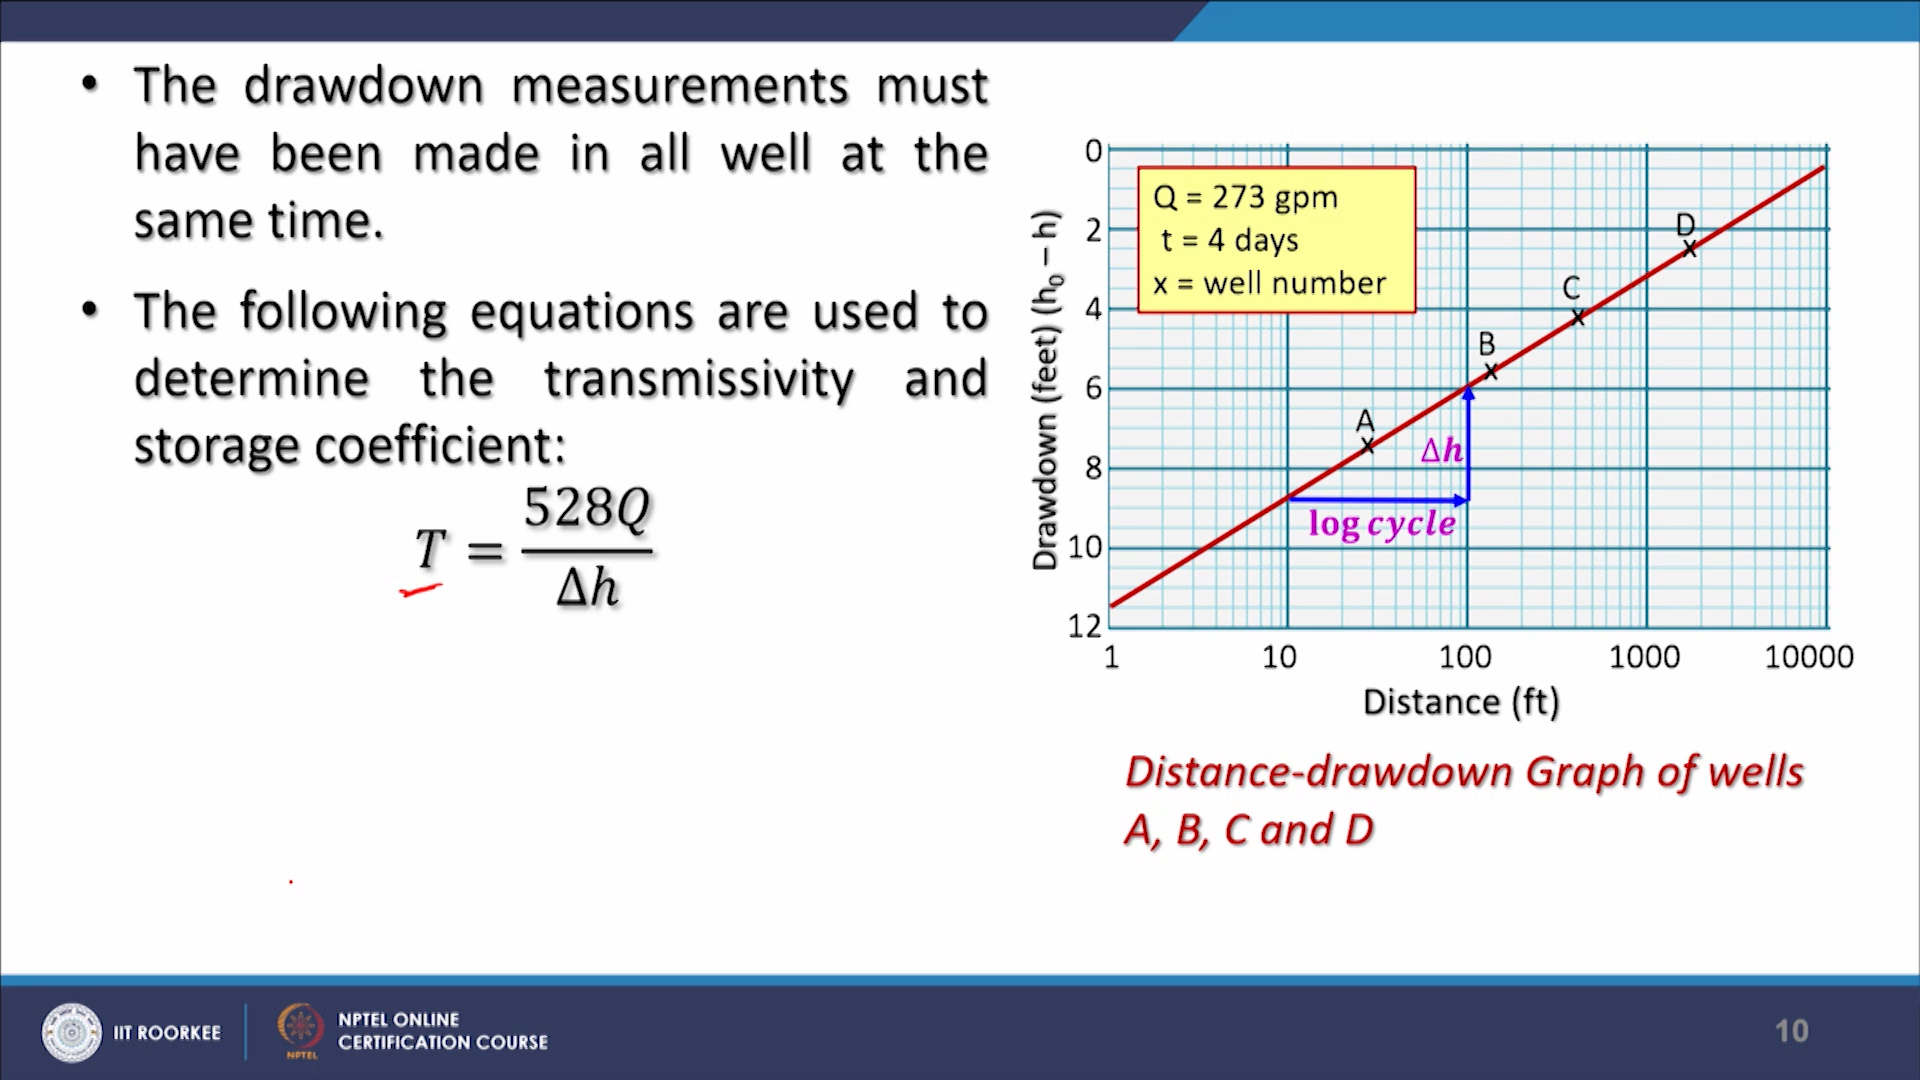 • The drawdown measurements must
have been made in all well at the
same time.
• The following equations are used to
determine the transmissivity and
storage coefficient:
T = 528Q / Δh
Drawdown (feet) (h₀ – h)
0
2
4
6
8
10
12
Q = 273 gpm
t = 4 days
x = well number
A
B
C
D
x
x
x
x
Δh
log cycle
1 10 100 1000 10000
Distance (ft)
Distance-drawdown Graph of wells
A, B, C and D
IIT ROORKEE
NPTEL
NPTEL ONLINE
CERTIFICATION COURSE
10